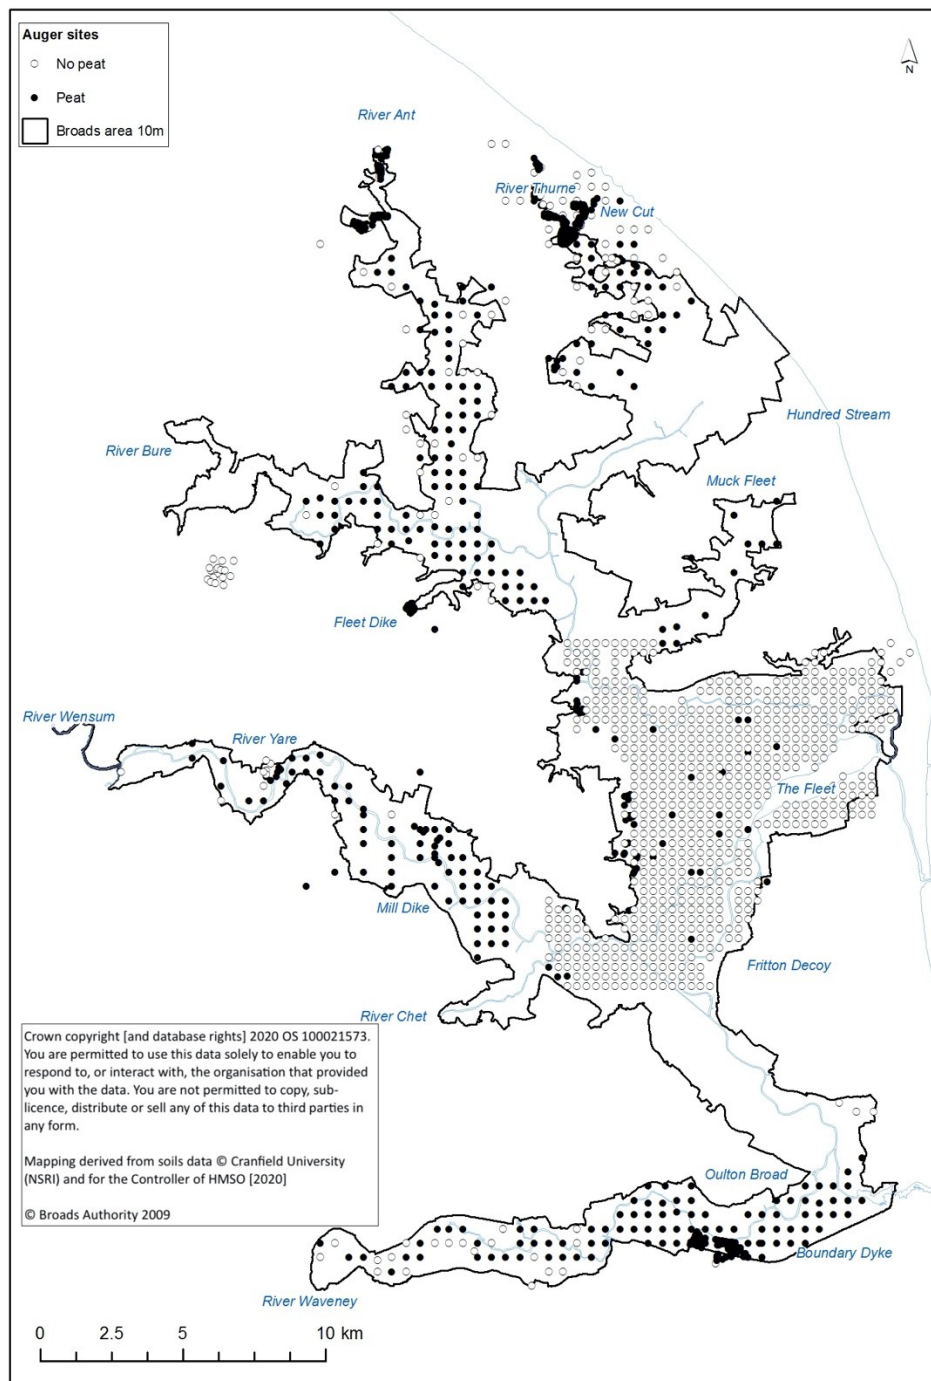 Auger sites
No peat
Peat
Broads area 10m
N
River Ant
River Thurne
New Cut
Hundred Stream
River Bure
Muck Fleet
Fleet Dike
River Wensum
River Yare
The Fleet
Mill Dike
Fritton Decoy
River Chet
Crown copyright [and database rights] 2020 OS 100021573.
You are permitted to use this data solely to enable you to
respond to, or interact with, the organisation that provided
you with the data. You are not permitted to copy, sub-
licence, distribute or sell any of this data to third parties in
any form.
Mapping derived from soils data © Cranfield University
(NSRI) and for the Controller of HMSO [2020]
© Broads Authority 2009
Oulton Broad
Boundary Dyke
River Waveney
0 2.5 5 10 km